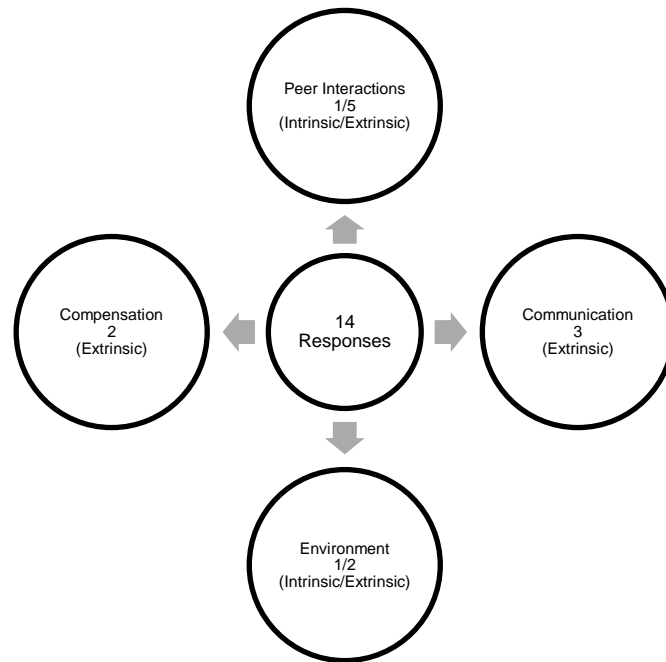 Peer Interactions
1/5
(Intrinsic/Extrinsic)
Compensation
2
(Extrinsic)
14
Responses
Communication
3
(Extrinsic)
Environment
1/2
(Intrinsic/Extrinsic)